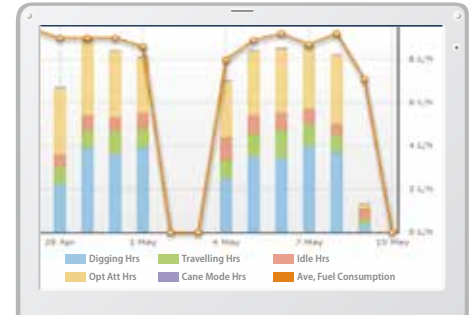 8 L/h
6 L/h
4 L/h
2 L/h
0 L/h
28 Apr 1 May 4 May 7 May 10 May
Digging Hrs Travelling Hrs Idle Hrs
Opt Att Hrs Cane Mode Hrs Ave, Fuel Consumption